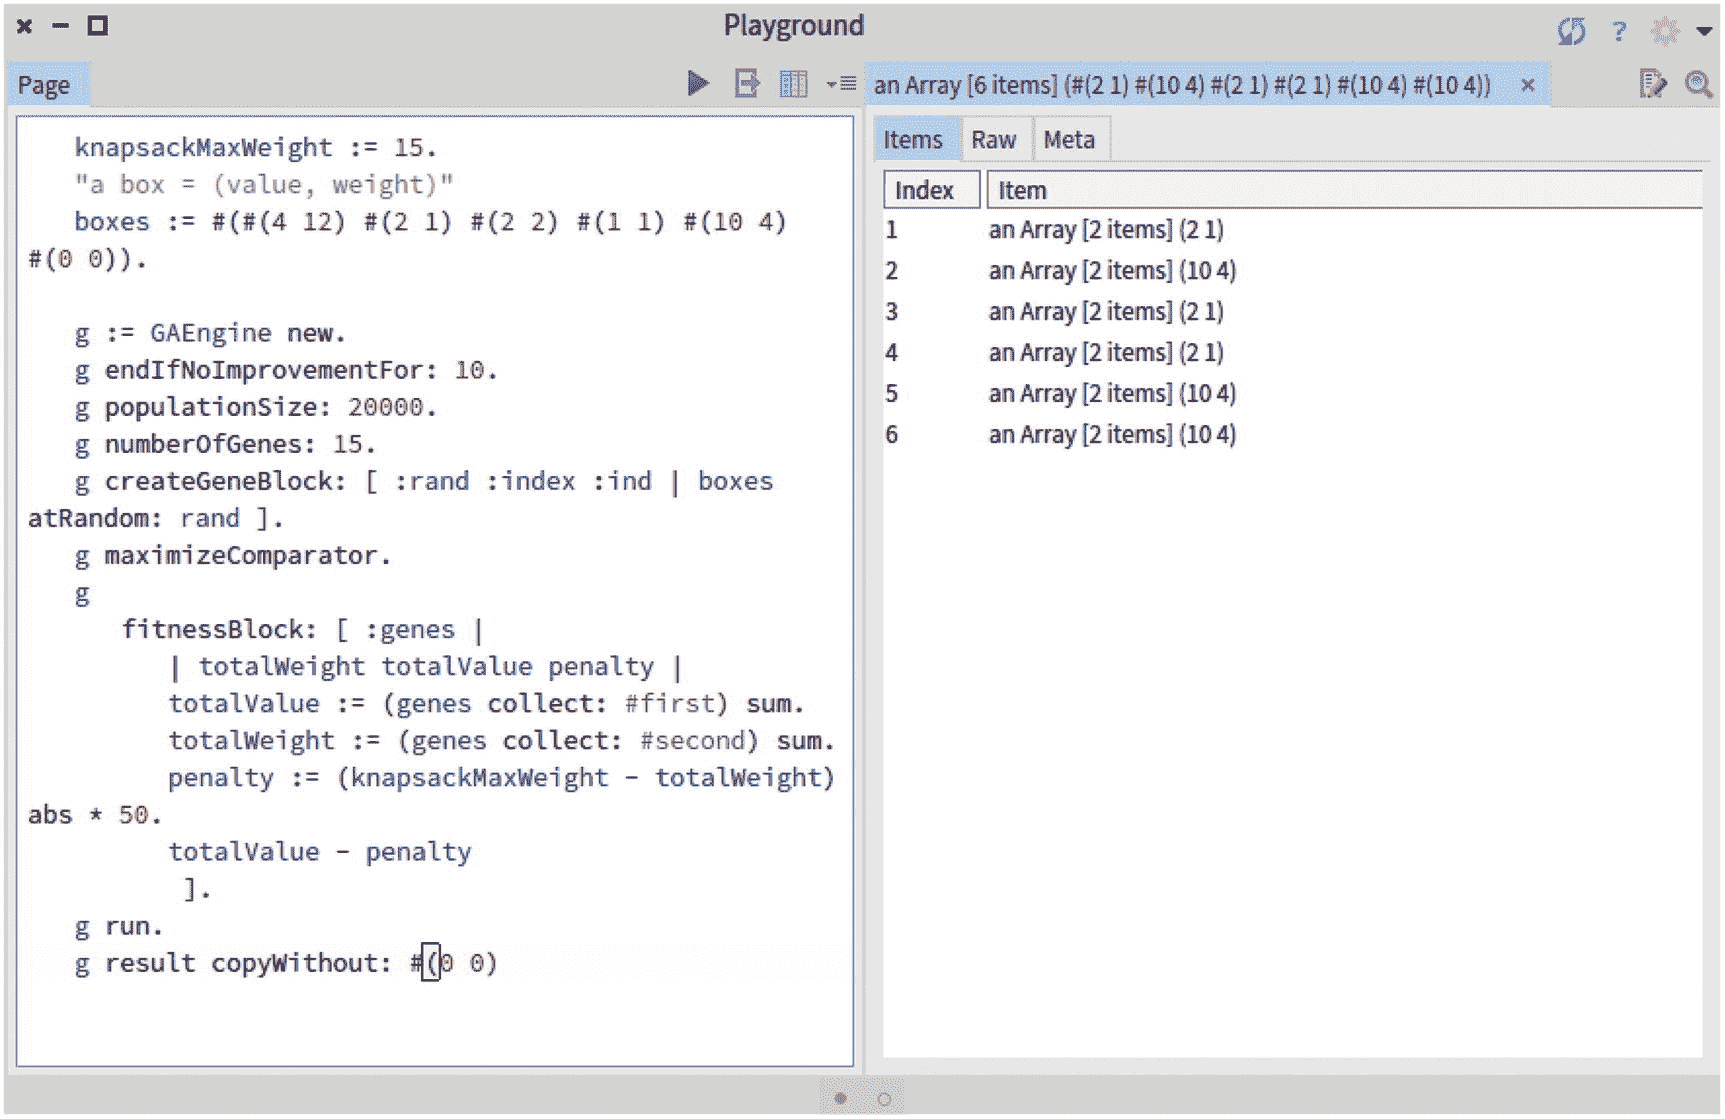 Playground
?
Page
knapsackMaxWeight := 15.
"a box = (value, weight)"
boxes := #(#(4 12) #(2 1) #(2 2) #(1 1) #(10 4)
#(0 0)).
g := GAEngine new.
g endIfNoImprovementFor: 10.
g populationSize: 20000.
g numberOfGenes: 15.
g createGeneBlock: [ :rand :index :ind | boxes
atRandom: rand ].
g maximizeComparator.
g
fitnessBlock: [ :genes |
| totalWeight totalValue penalty |
totalValue := (genes collect: #first) sum.
totalWeight := (genes collect: #second) sum.
penalty := (knapsackMaxWeight - totalWeight)
abs * 50.
totalValue - penalty
].
g run.
g result copyWithout: #(0 0)
an Array [6 items] (#(2 1) #(10 4) #(2 1) #(2 1) #(10 4) #(10 4))
Items Raw Meta
Index Item
1 an Array [2 items] (2 1)
2 an Array [2 items] (10 4)
3 an Array [2 items] (2 1)
4 an Array [2 items] (2 1)
5 an Array [2 items] (10 4)
6 an Array [2 items] (10 4)